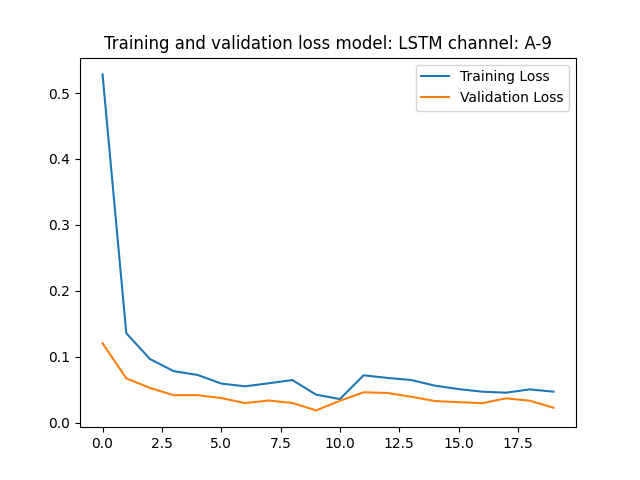 Training and validation loss model: LSTM channel: A-9
Training Loss
Validation Loss
0.5
0.4
0.3
0.2
0.1
0.0
0.0 2.5 5.0 7.5 10.0 12.5 15.0 17.5